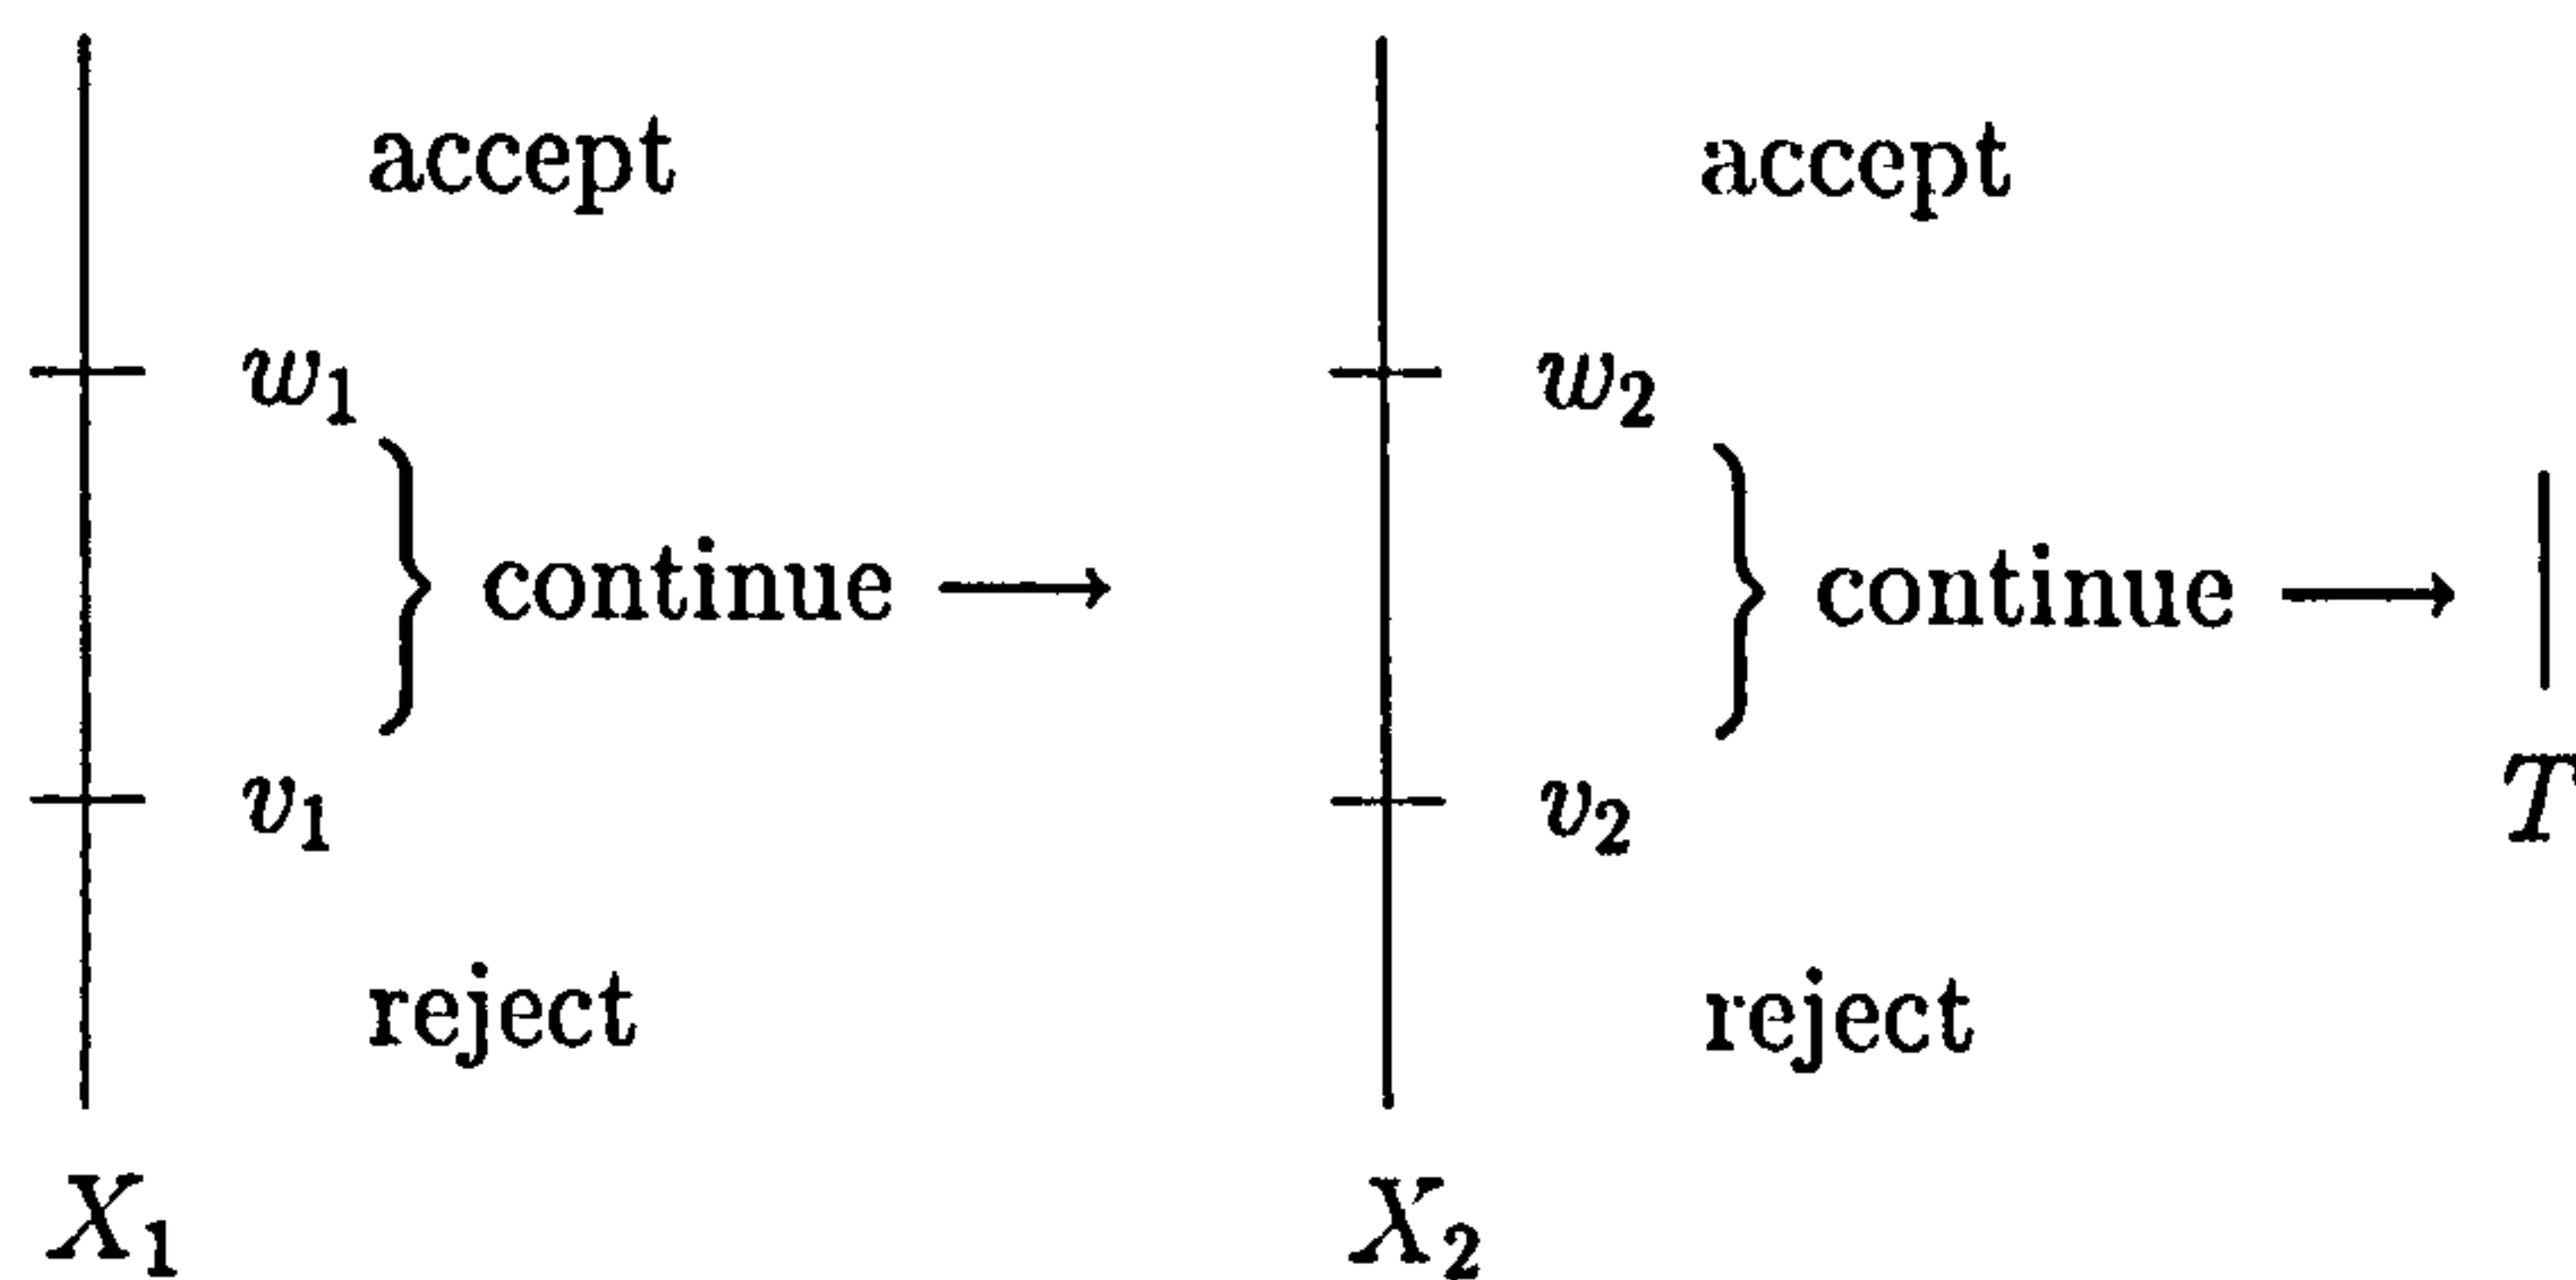 accept accept
w₁ w₂
continue → continue →
v₁ v₂ T
reject reject
X₁ X₂